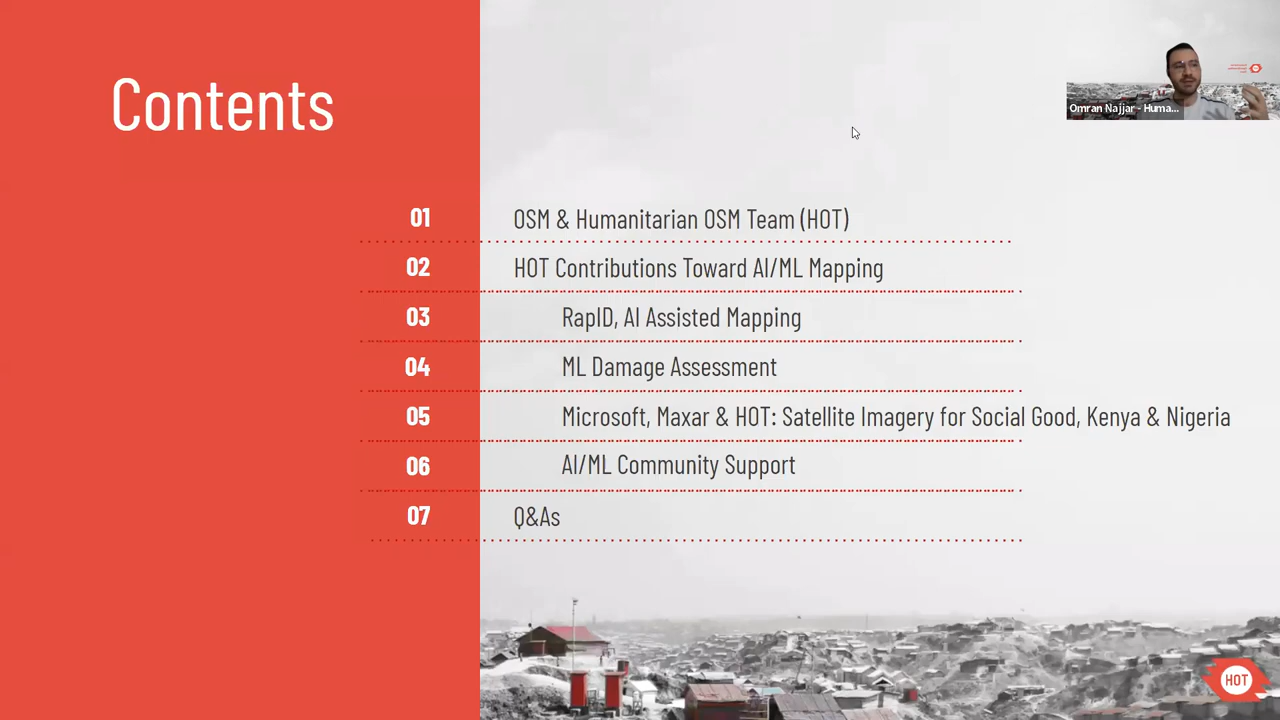 Contents
Omran Najjar - Huma...
01 OSM & Humanitarian OSM Team (HOT)
02 HOT Contributions Toward AI/ML Mapping
03 RapID, AI Assisted Mapping
04 ML Damage Assessment
05 Microsoft, Maxar & HOT: Satellite Imagery for Social Good, Kenya & Nigeria
06 AI/ML Community Support
07 Q&As
HOT